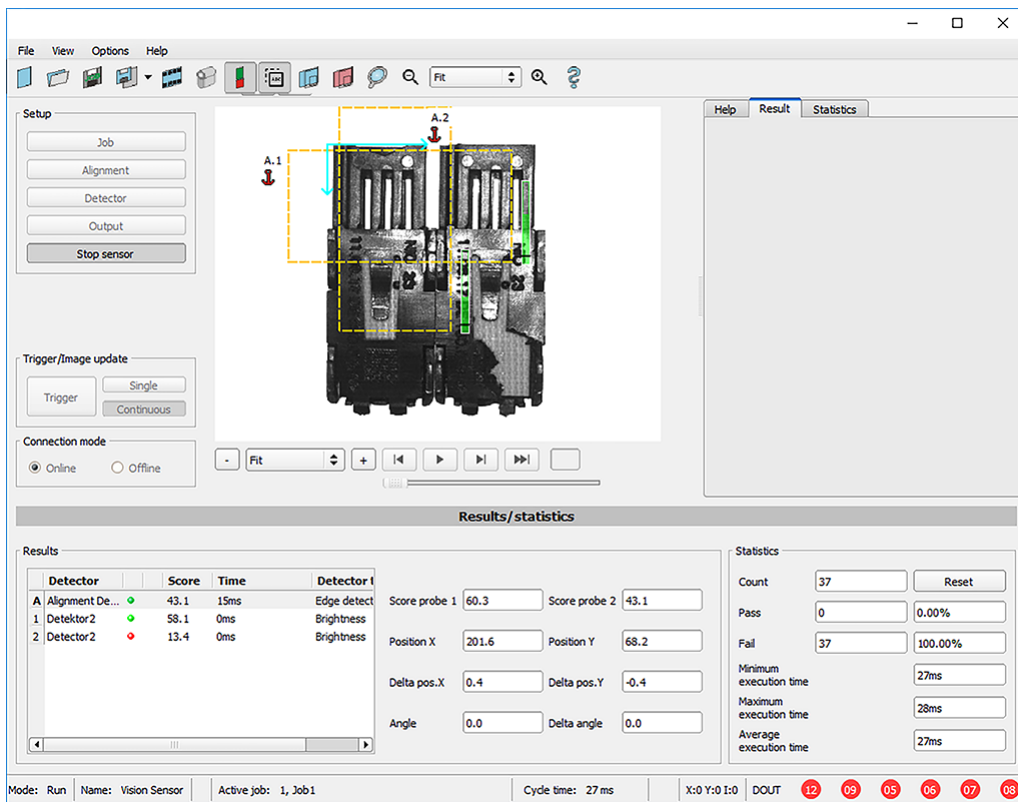 File View Options Help
Fit
Setup
Job
Alignment
Detector
Output
Stop sensor
Trigger/Image update
Trigger
Single
Continuous
Connection mode
Online Offline
A.1
A.2
- Fit +
Help Result Statistics
Results/statistics
Results
Detector Score Time Detector t
A Alignment De... 43.1 15ms Edge detect
1 Detektor2 58.1 0ms Brightness
2 Detector2 13.4 0ms Brightness
Score probe 1 60.3 Score probe 2 43.1
Position X 201.6 Position Y 68.2
Delta pos.X 0.4 Delta pos.Y -0.4
Angle 0.0 Delta angle 0.0
Statistics
Count 37 Reset
Pass 0 0.00%
Fail 37 100.00%
Minimum
execution time 27ms
Maximum
execution time 28ms
Average
execution time 27ms
Mode: Run Name: Vision Sensor Active job: 1, Job1 Cycle time: 27 ms X:0 Y:0 I:0 DOUT 12 09 05 06 07 08